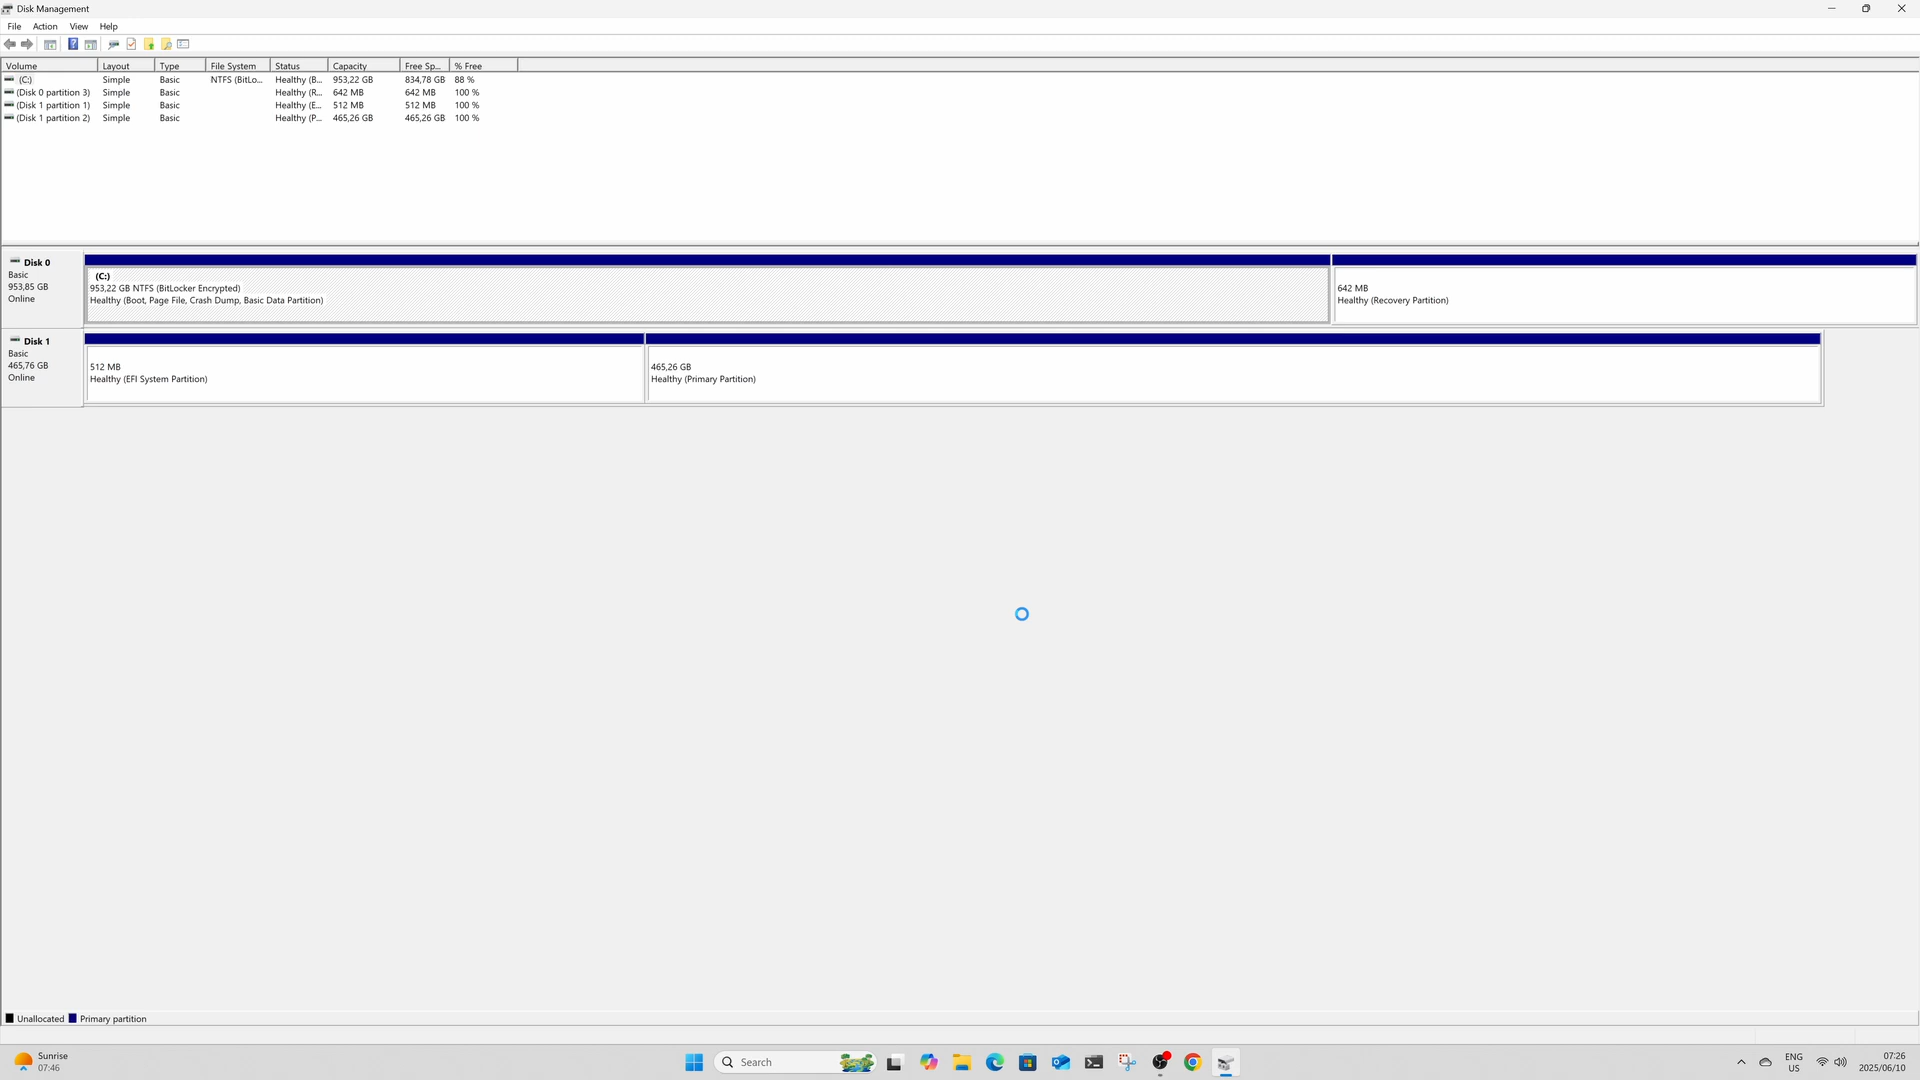 Disk Management
File Action View Help
Volume Layout Type File System Status Capacity Free Sp... % Free
(C:) Simple Basic NTFS (BitLo... Healthy (B... 953,22 GB 834,78 GB 88 %
(Disk 0 partition 3) Simple Basic Healthy (R... 642 MB 642 MB 100 %
(Disk 1 partition 1) Simple Basic Healthy (E... 512 MB 512 MB 100 %
(Disk 1 partition 2) Simple Basic Healthy (P... 465,26 GB 465,26 GB 100 %
Disk 0
Basic
953,85 GB
Online
(C:)
953,22 GB NTFS (BitLocker Encrypted)
Healthy (Boot, Page File, Crash Dump, Basic Data Partition)
642 MB
Healthy (Recovery Partition)
Disk 1
Basic
465,76 GB
Online
512 MB
Healthy (EFI System Partition)
465,26 GB
Healthy (Primary Partition)
Unallocated Primary partition
Sunrise
07:46
Search
ENG
US
07:26
2025/06/10